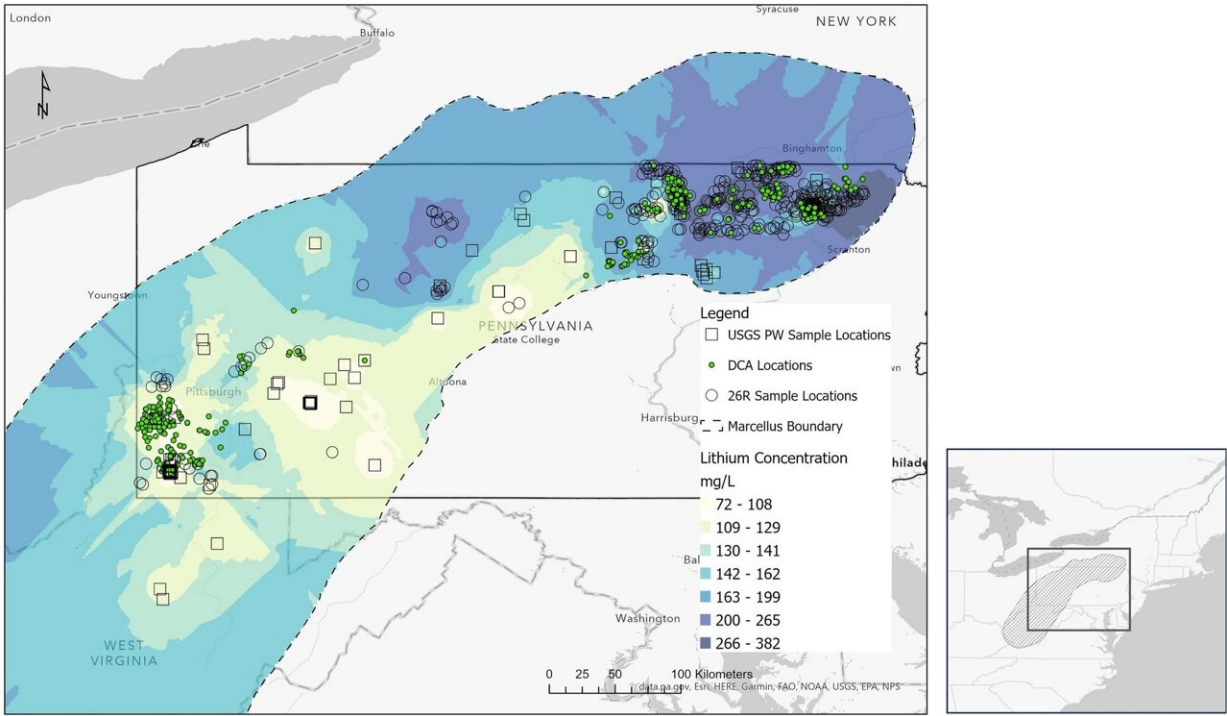 London
Syracuse
NEW YORK
Buffalo
N
Binghamton
Scranton
Youngstown
Legend
USGS PW Sample Locations
PENNSYLVANIA
State College
DCA Locations
Pittsburgh
Altoona
26R Sample Locations
Harrisburg
Marcellus Boundary
Lithium Concentration
mg/L
72 - 108
109 - 129
130 - 141
142 - 162
163 - 199
200 - 265
266 - 382
Washington
WEST
VIRGINIA
0 25 50 100 Kilometers
data.pa.gov, Esri, HERE, Garmin, FAO, NOAA, USGS, EPA, NPS